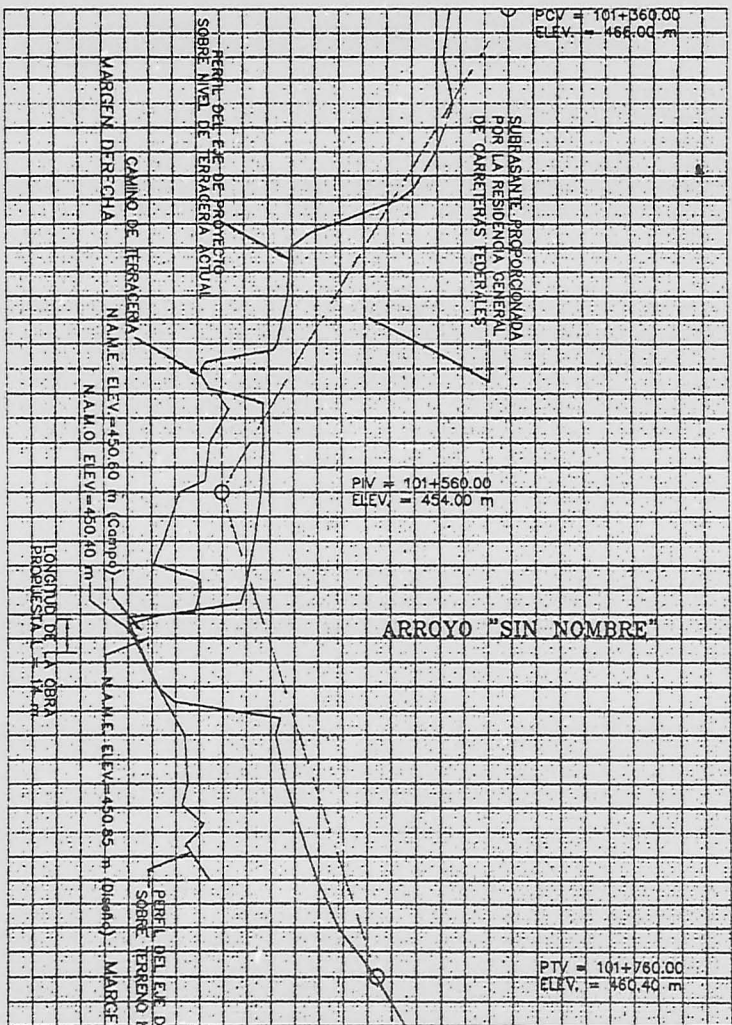 PCV = 101+360.00
ELEV. = 466.00 m
SUBRASANTE PROPORCIONADA
POR LA RESIDENCIA GENERAL
DE CARRETERAS FEDERALES
PERFIL DEL EJE DE PROYECTO
SOBRE NIVEL DE TERRACERIA ACTUAL
CAMINO DE TERRACERIA
MARGEN DERECHA
N.A.M.E. ELEV.=450.60 m (Campo)
N.A.M.O. ELEV=450.40 m
PIV = 101+560.00
ELEV. = 454.00 m
ARROYO "SIN NOMBRE"
LONGITUD DE LA OBRA
PROPUESTA L = 14 m
N.A.M.E. ELEV.=450.85 m (Diseño)
MARGE
PERFIL DEL EJE D
SOBRE TERRENO
PTV = 101+760.00
ELEV. = 460.40 m